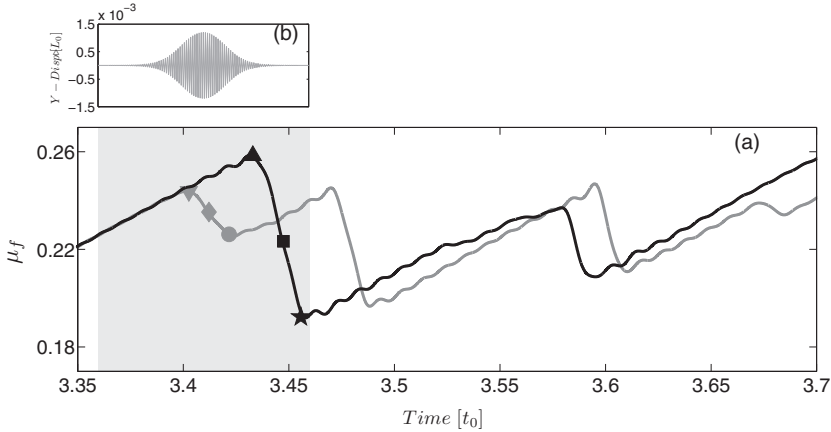 x 10⁻³
1.5
0.5
−0.5
−1.5
Y − Disp[L₀]
(b)
(a)
0.26
0.22
0.18
μf
3.35 3.4 3.45 3.5 3.55 3.6 3.65 3.7
Time [t₀]